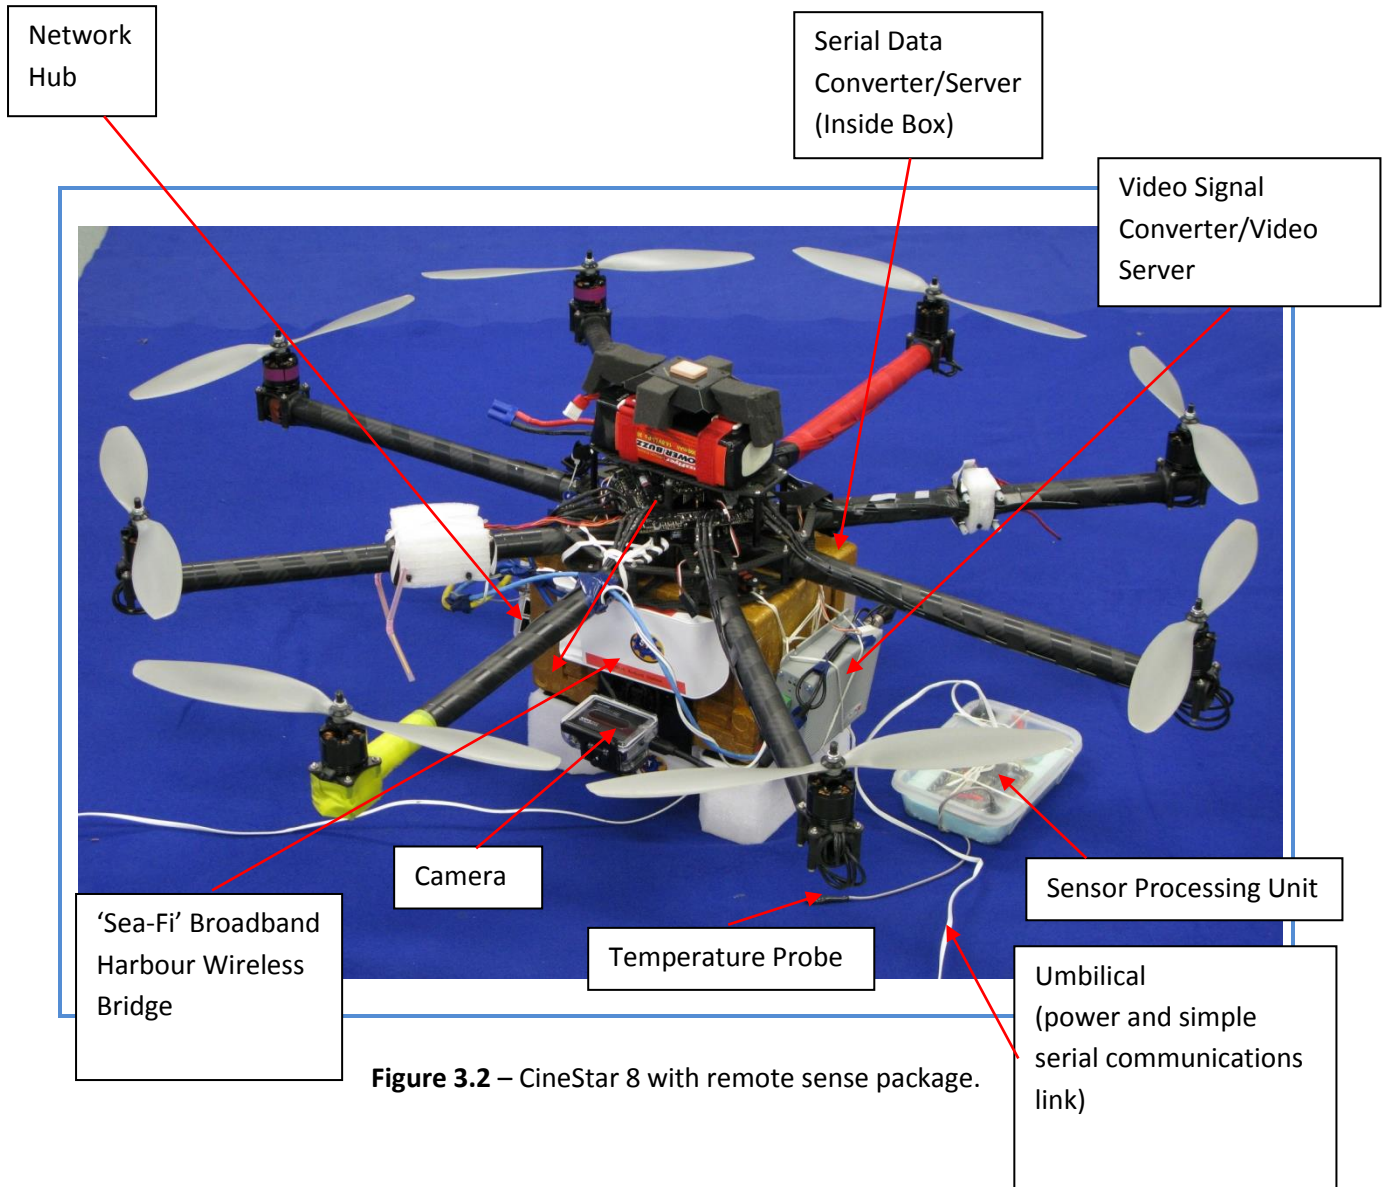 Network
Hub
Serial Data
Converter/Server
(Inside Box)
Video Signal
Converter/Video
Server
POWER BUZZ
Camera
Sensor Processing Unit
‘Sea-Fi’ Broadband
Harbour Wireless
Bridge
Temperature Probe
Umbilical
(power and simple
serial communications
link)
Figure 3.2 – CineStar 8 with remote sense package.